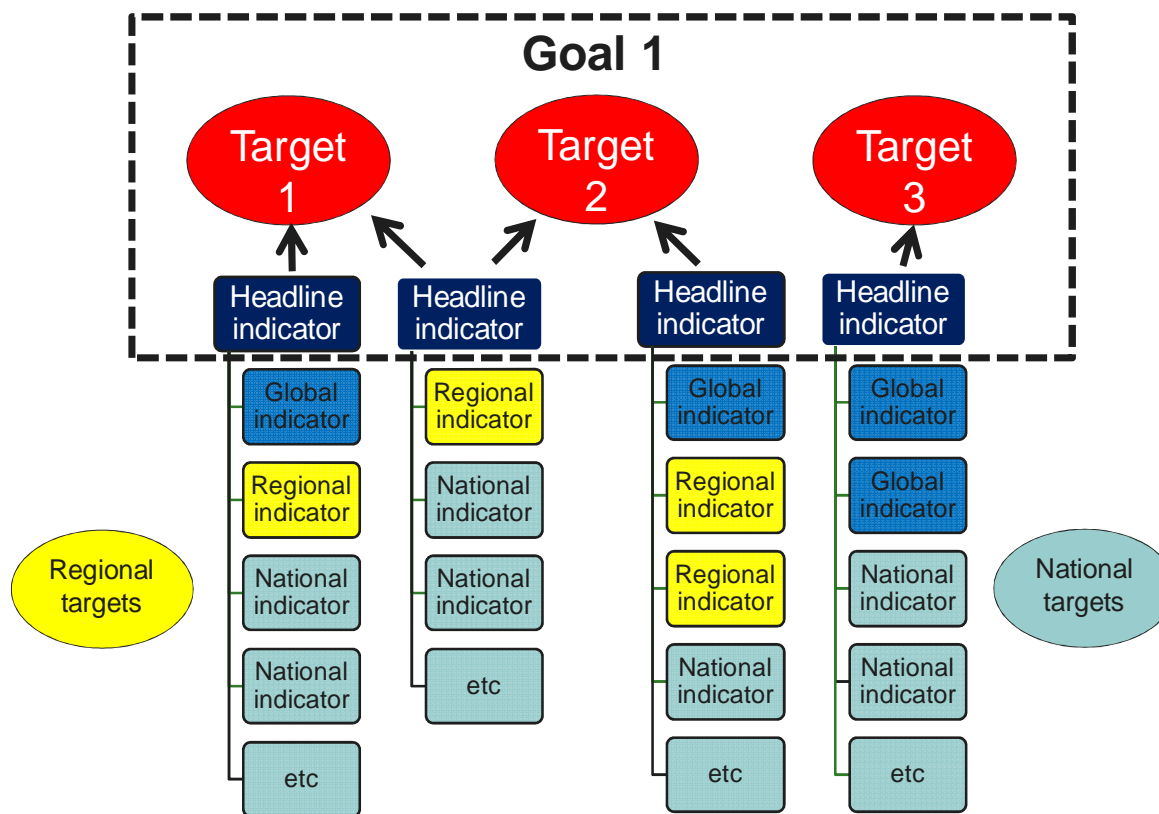 Goal 1
Target
1
Target
2
Target
3
Headline
indicator
Headline
indicator
Headline
indicator
Headline
indicator
Global
indicator
Regional
indicator
National
indicator
National
indicator
etc
Regional
indicator
National
indicator
National
indicator
etc
Global
indicator
Regional
indicator
Regional
indicator
National
indicator
etc
Global
indicator
Global
indicator
National
indicator
National
indicator
etc
Regional
targets
National
targets